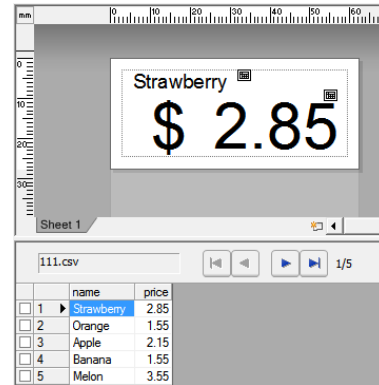 mm 0 10 20 30 40 50 60
0
10
20
30
Strawberry
$ 2.85
Sheet 1
111.csv 1/5
name price
1 Strawberry 2.85
2 Orange 1.55
3 Apple 2.15
4 Banana 1.55
5 Melon 3.55